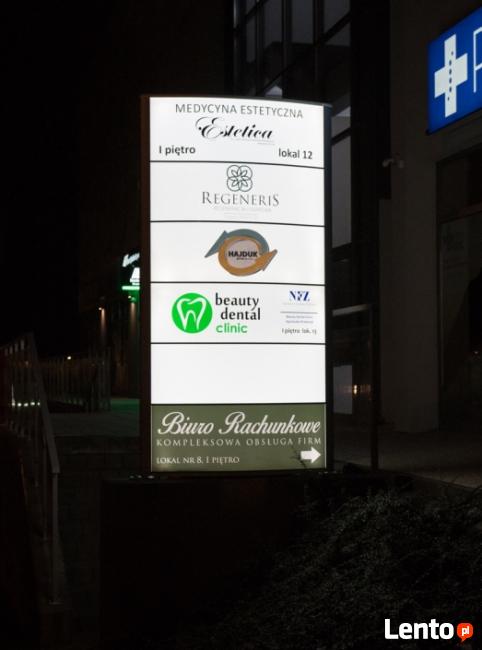 MEDYCYNA ESTETYCZNA
Estetica
I piętro lokal 12
REGENERIS
HAJDUK
beauty
dental
clinic
NFZ
I piętro lok. 13
Biuro Rachunkowe
KOMPLEKSOWA OBSŁUGA FIRM
LOKAL NR 8, I PIĘTRO
Lento.pl